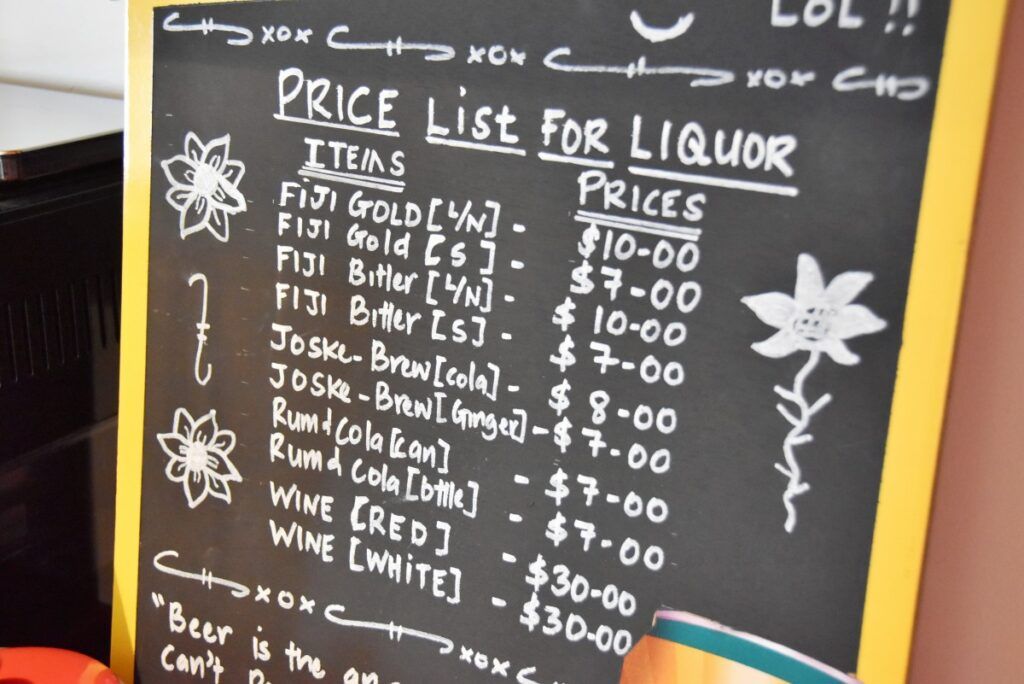 LOL !!
xox xox xox
PRICE List FOR LIQUOR
ITEMS PRICES
FIJI GOLD [L/N] - $10-00
FIJI Gold [S] - $7-00
FIJI Bitter [L/N] - $10-00
FIJI Bitter [S] - $7-00
JOSKE-Brew[cola] - $8-00
JOSKE-Brew[Ginger] - $7-00
Rum & Cola [can] - $7-00
Rum & Cola [bttle] - $7-00
WINE [RED] - $30-00
WINE [WHITE] - $30-00
xox xox
"Beer is the
Can't